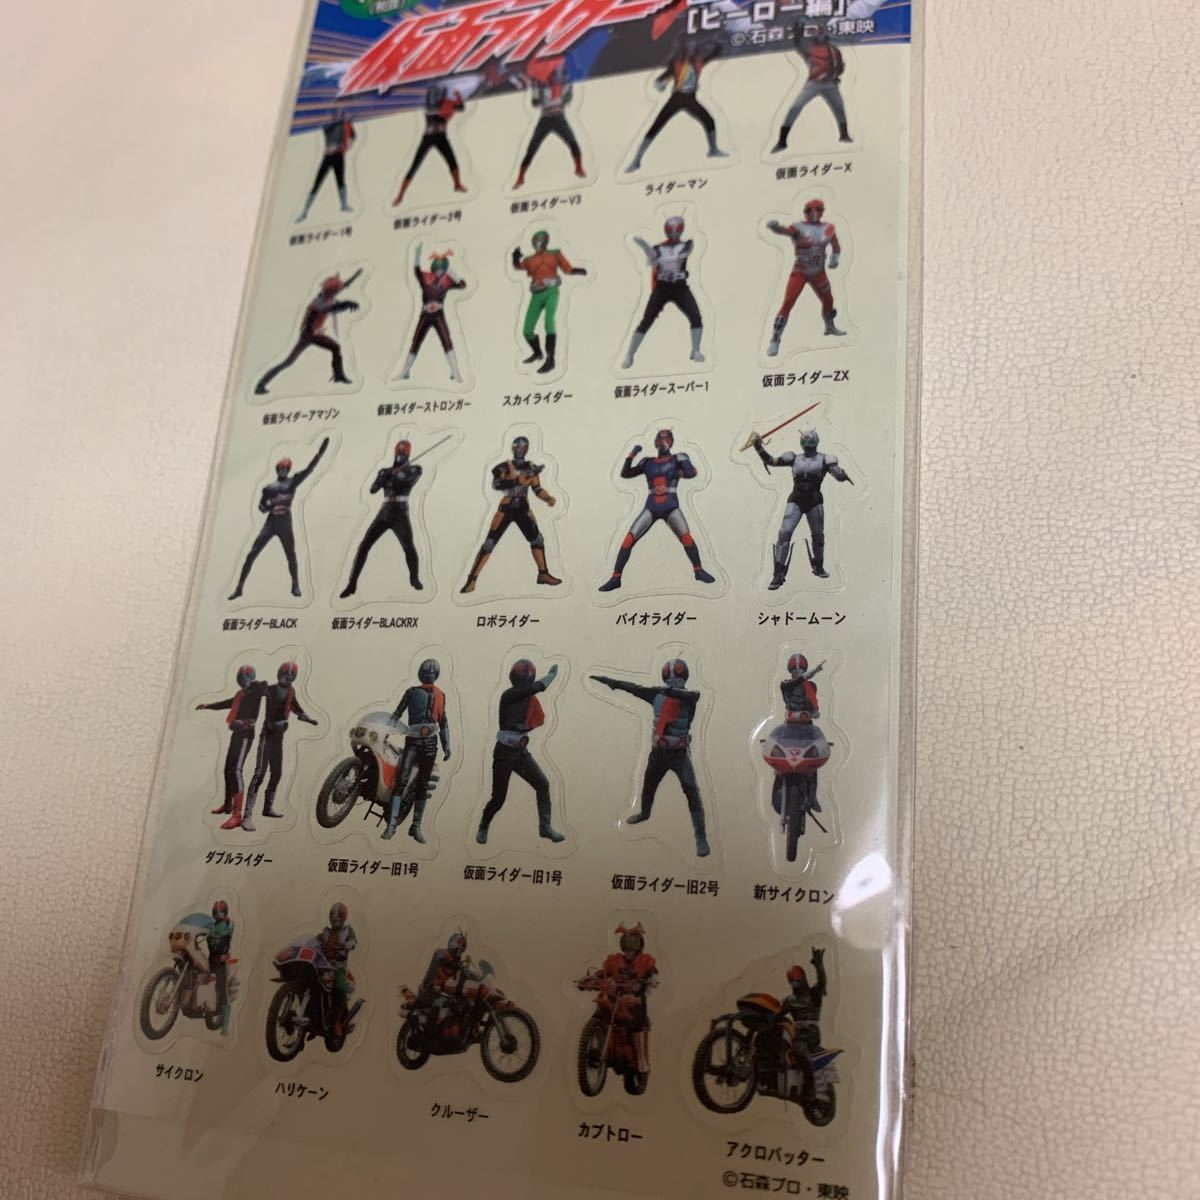 仮面ライダー
[ヒーロー編]
©石森プロ・東映
仮面ライダー1号
仮面ライダー2号
仮面ライダーV3
ライダーマン
仮面ライダーX
仮面ライダーアマゾン
仮面ライダーストロンガー
スカイライダー
仮面ライダースーパー1
仮面ライダーZX
仮面ライダーBLACK
仮面ライダーBLACKRX
ロボライダー
バイオライダー
シャドームーン
ダブルライダー
仮面ライダー旧1号
仮面ライダー旧1号
仮面ライダー旧2号
新サイクロン
サイクロン
ハリケーン
クルーザー
カブトロー
アクロバッター
©石森プロ・東映